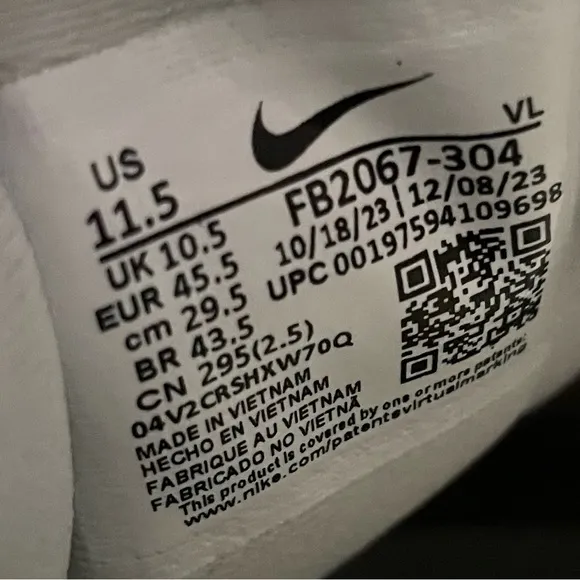 US
11.5
VL
FB2067-304
UK 10.5
10/18/23 | 12/08/23
EUR 45.5
UPC 00197594109698
cm 29.5
BR 43.5
CN 295(2.5)
04V2CRSHXW70Q
MADE IN VIETNAM
HECHO EN VIETNAM
FABRIQUE AU VIETNAM
FABRICADO NO VIETNÃ
This product is covered by one or more patents:
www.nike.com/patentsvirtualmarking